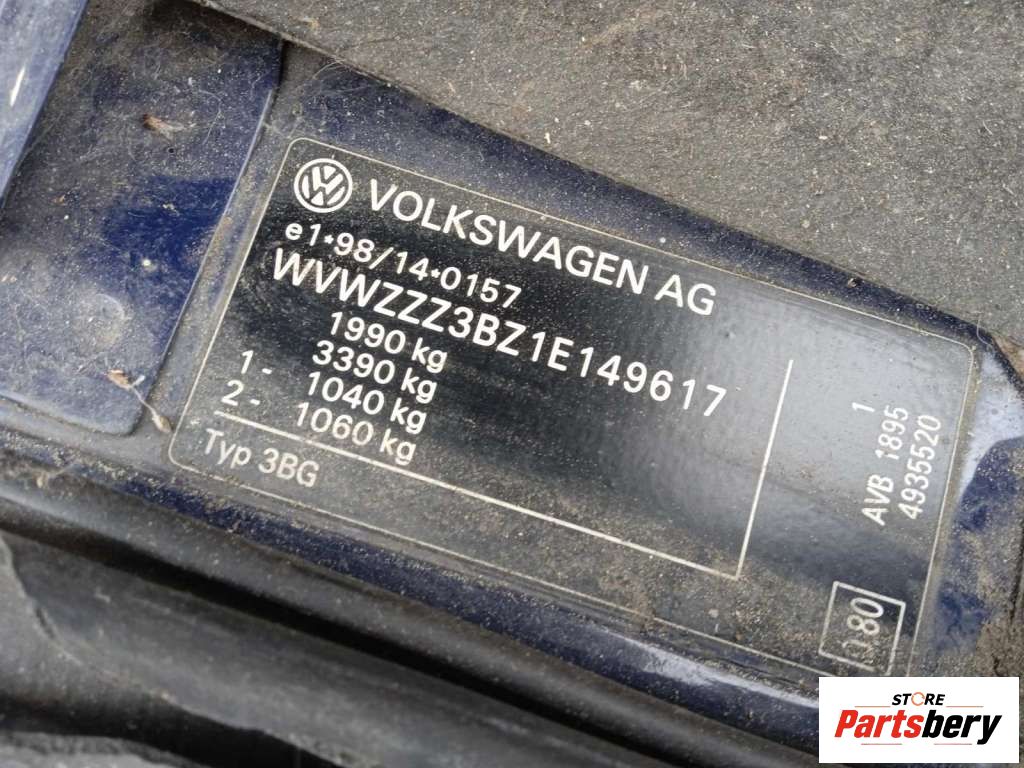 VOLKSWAGEN AG
e1*98/14*0157
WVWZZZ3BZ1E149617
1990 kg
3390 kg
1 - 1040 kg
2 - 1060 kg
Typ 3BG
1
AVB 1895
4935520
0.80
STORE
Partsbery